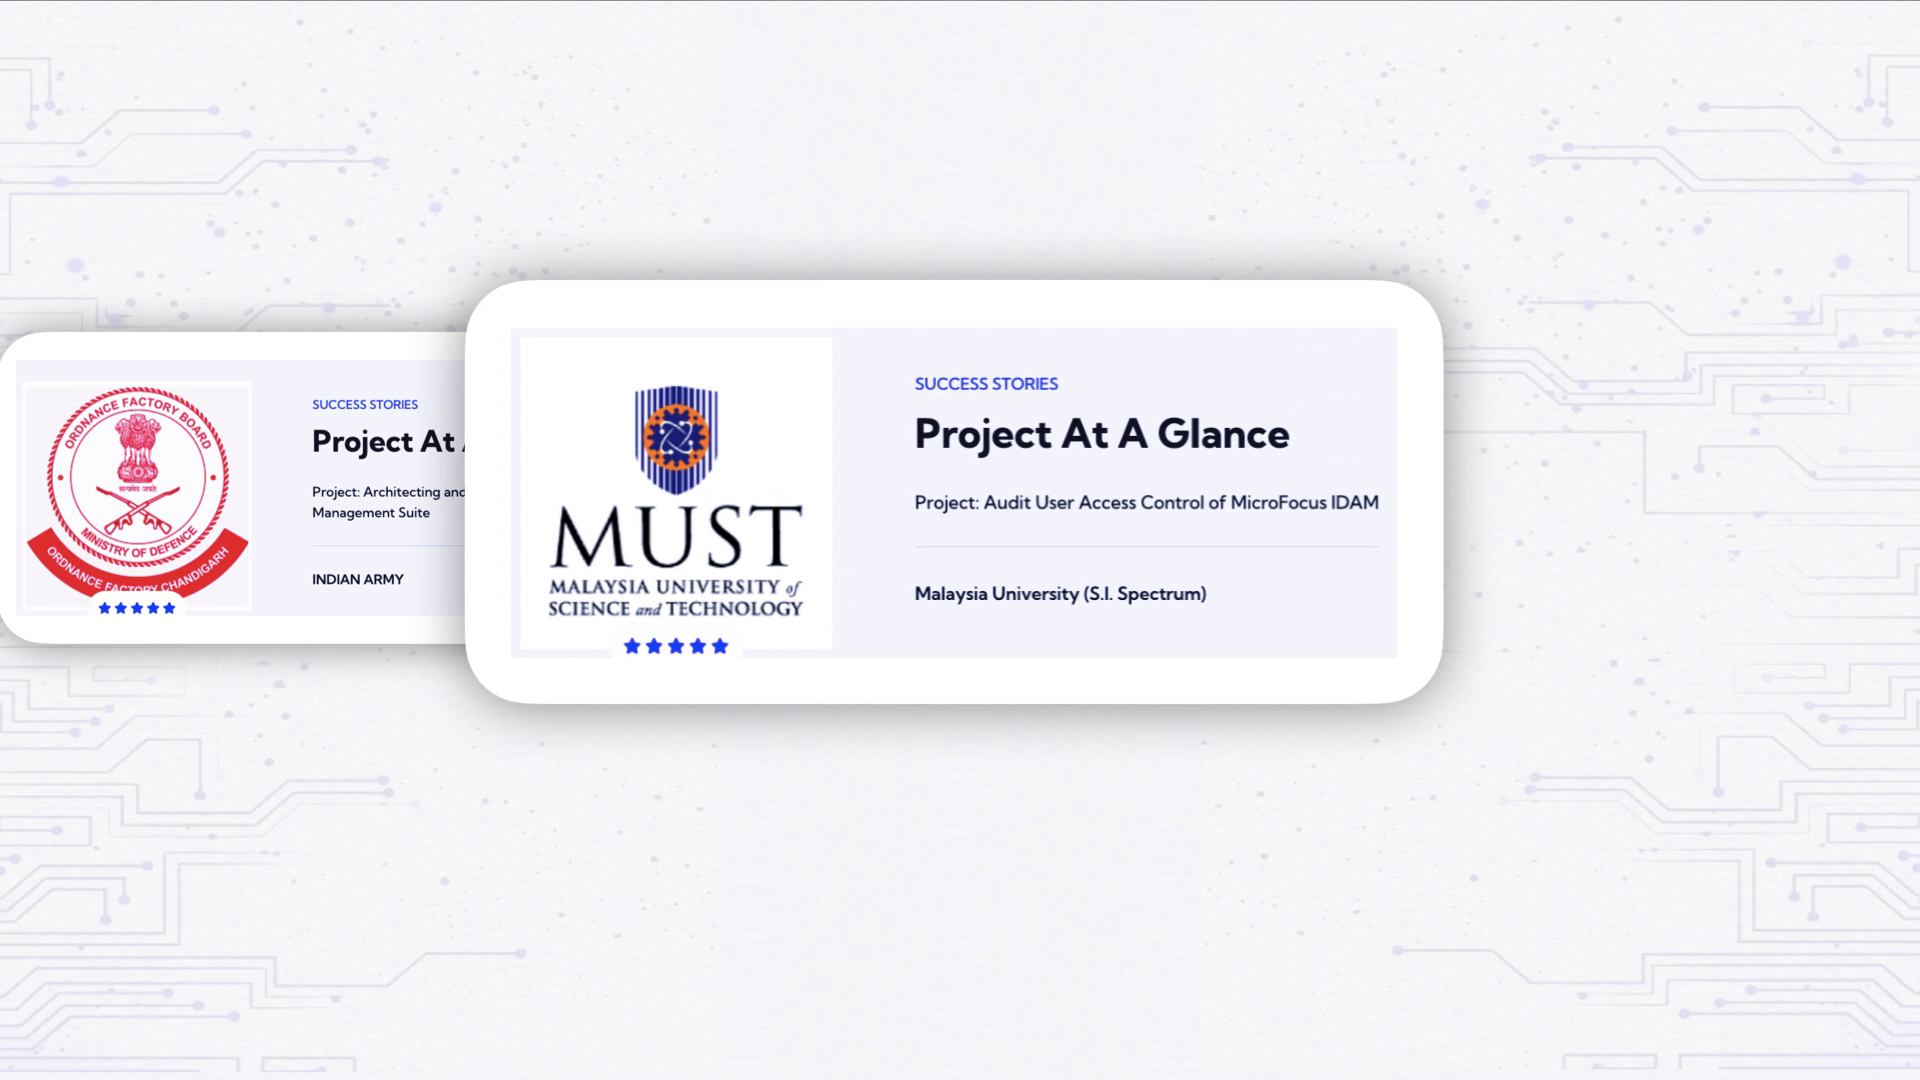 ORDNANCE FACTORY BOARD
सत्यमेव जयते
MINISTRY OF DEFENCE
ORDNANCE FACTORY CHANDIGARH
SUCCESS STORIES
Project At
Project: Architecting and
Management Suite
INDIAN ARMY
MUST
MALAYSIA UNIVERSITY of
SCIENCE and TECHNOLOGY
SUCCESS STORIES
Project At A Glance
Project: Audit User Access Control of MicroFocus IDAM
Malaysia University (S.I. Spectrum)